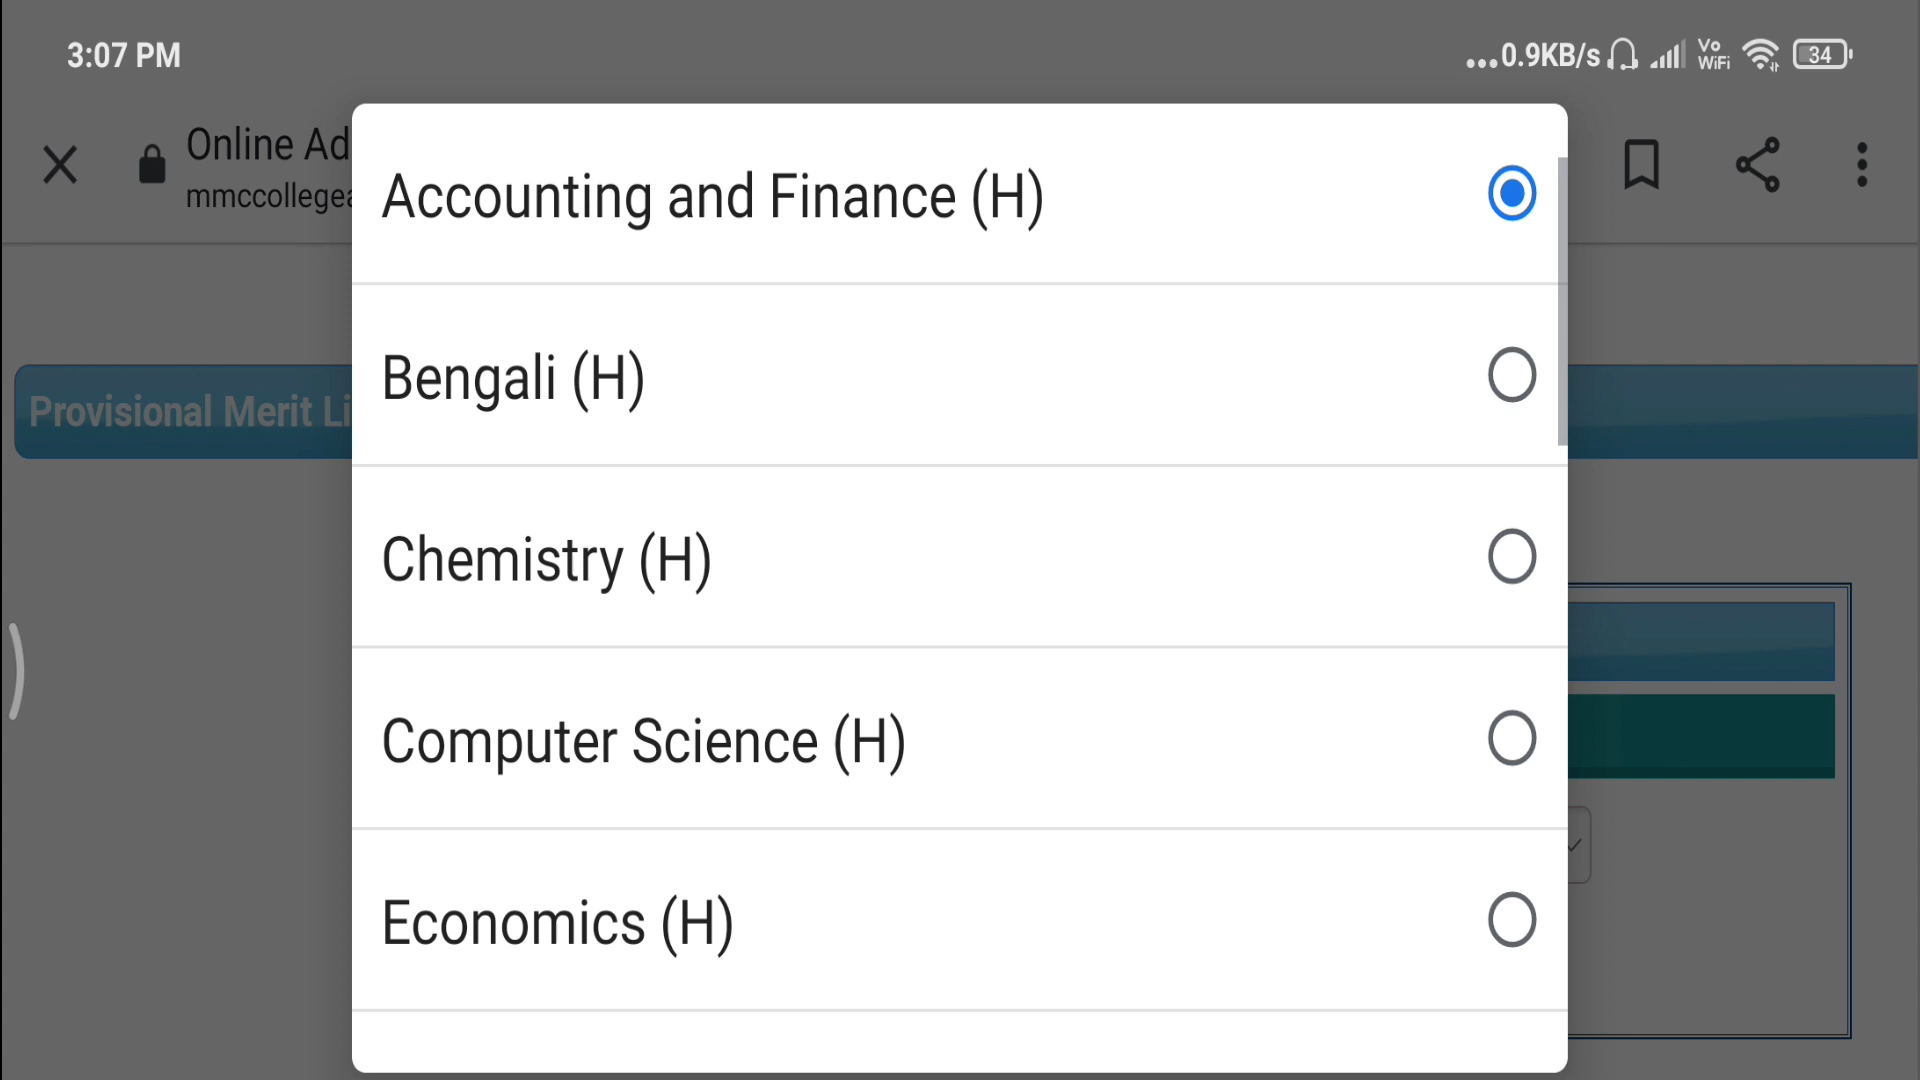 3:07 PM
...0.9KB/s Vo WiFi 34
Online Ad
mmccollegea
Provisional Merit Li
Accounting and Finance (H)
Bengali (H)
Chemistry (H)
Computer Science (H)
Economics (H)